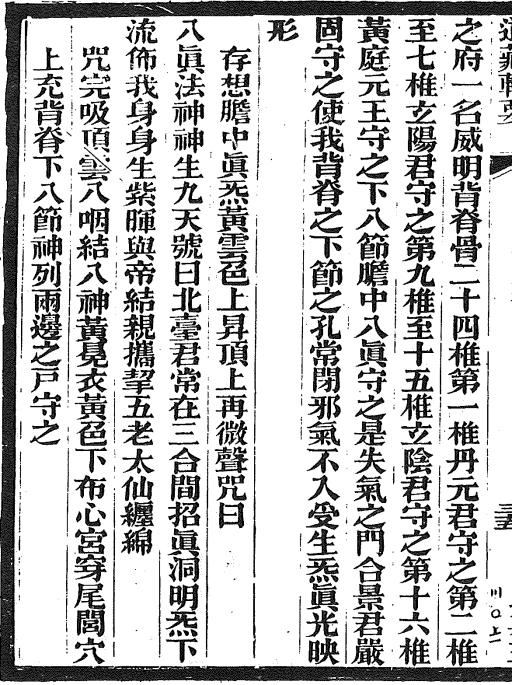 之府一名威明背脊骨二十四椎第一椎丹元君守之第二椎
至七椎玄陽君守之第九椎至十五椎玄陰君守之第十六椎
黃庭元王守之下八節膽中八眞守之是失氣之門合景君嚴
固守之使我背脊之下節之孔常閉邪氣不入受生炁眞光映
形
存想膽中眞炁黃雲色上昇頂上再微聲咒曰
八眞法神神生九天號曰北臺君常在三合間招眞洞明炁下
流佈我身身生紫暉與帝結親攜挈五老太仙纏綿
咒完吸頂雲八咽結八神黃冕衣黃色下布心宮穿尾閭穴
上充背脊下八節神列兩邊之戶守之